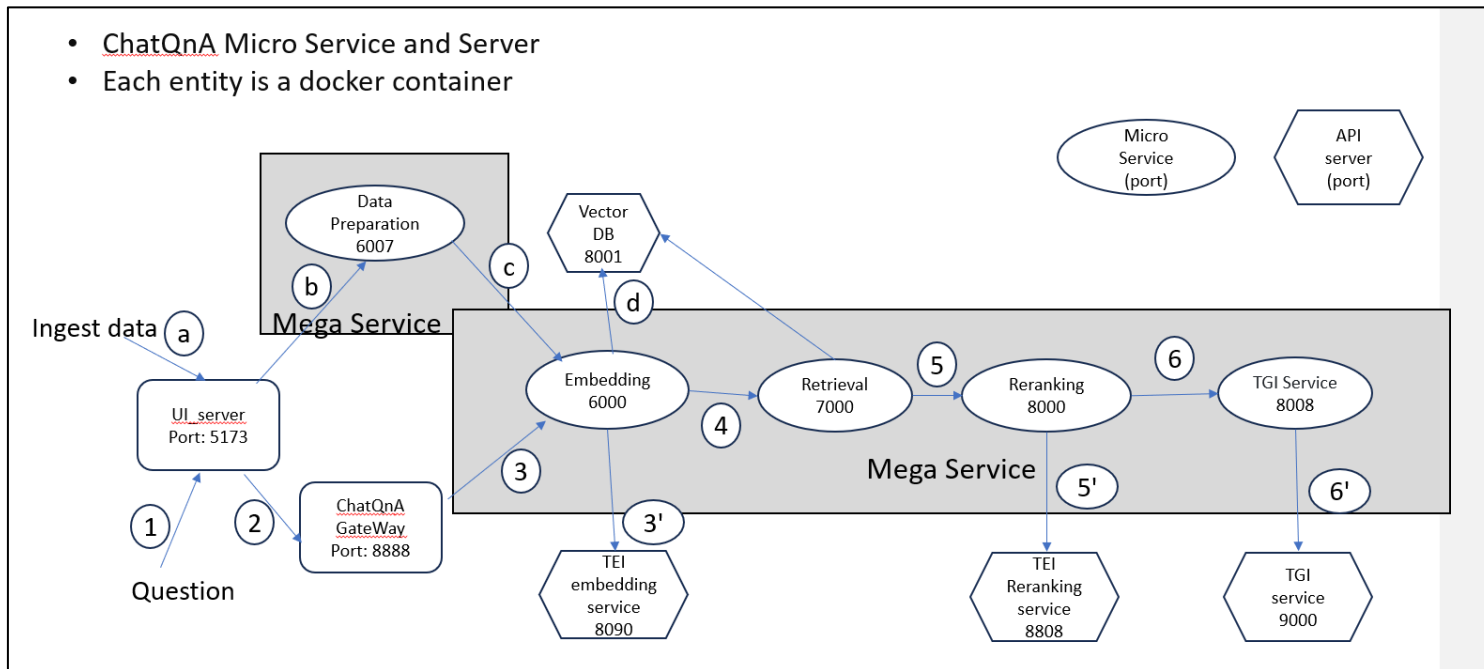 • ChatQnA Micro Service and Server
• Each entity is a docker container
Micro
Service
(port)
API
server
(port)
Data
Preparation
6007
Vector
DB
8001
c
b
d
Mega Service
Ingest data
a
UI_server
Port: 5173
Embedding
6000
4
Retrieval
7000
5
Reranking
8000
6
TGI Service
8008
Mega Service
3
1
2
ChatQnA
GateWay
Port: 8888
3'
5'
6'
Question
TEI
embedding
service
8090
TEI
Reranking
service
8808
TGI
service
9000